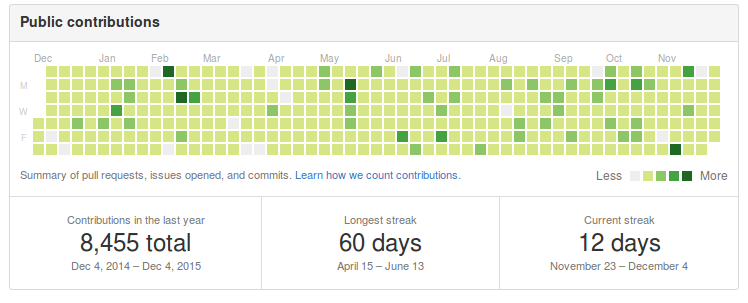 Public contributions
Dec Jan Feb Mar Apr May Jun Jul Aug Sep Oct Nov
M
W
F
Summary of pull requests, issues opened, and commits. Learn how we count contributions. Less More
Contributions in the last year
8,455 total
Dec 4, 2014 – Dec 4, 2015
Longest streak
60 days
April 15 – June 13
Current streak
12 days
November 23 – December 4